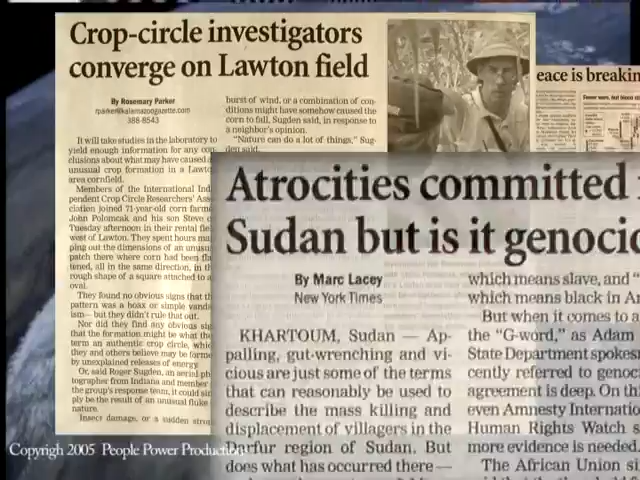 Crop-circle investigators
converge on Lawton field
By Rosemary Parker
rparker@kalamazoogazette.com
388-8543
It will take studies in the laboratory to
yield enough information for any con
clusions about what may have caused a
unusual crop formation in a Lawto
area cornfield.
Members of the International Ind
pendent Crop Circle Researchers' Ass
ciation joined 71-year-old corn farme
John Polomcak and his son Steve o
Tuesday afternoon in their rental fie
west of Lawton. They spent hours ma
ping out the dimensions of an unusu
patch where corn had been fla
tened, all in the same direction, in th
rough shape of a square attached to a
oval.
They found no obvious signs that th
pattern was a hoax or simple vandal
ism — but they didn't rule that out.
Nor did they find any obvious sig
that the formation might be what the
term an authentic crop circle, whic
they and others believe may be forme
by unexplained releases of energy.
Or, said Roger Sugden, an aerial ph
tographer from Indiana and member
the group's response team, it could sim
ply be the result of an unusual fluke
nature.
Insect damage, or a sudden stron
burst of wind, or a combination of con-
ditions might have somehow caused the
corn to fall, Sugden said, in response to
a neighbor's opinion.
"Nature can do a lot of things," Sug-
den said.
eace is breakin
Atrocities committed
Sudan but is it genoci
By Marc Lacey
New York Times
KHARTOUM, Sudan — Ap-
palling, gut-wrenching and vi-
cious are just some of the terms
that can reasonably be used to
describe the mass killing and
displacement of villagers in the
Darfur region of Sudan. But
does what has occurred there —
which means slave, and "
which means black in Ar
But when it comes to a
the "G-word," as Adam
State Department spokes
cently referred to genoc
agreement is deep. On th
even Amnesty Internatio
Human Rights Watch s
more evidence is needed.
The African Union si
Copyrigh 2005 People Power Production